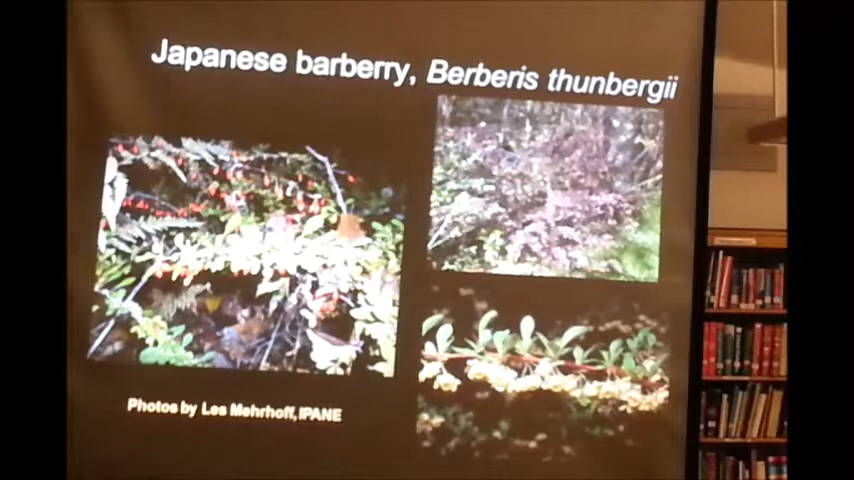 Japanese barberry, Berberis thunbergii
Photos by Les Mehrhoff, IPANE